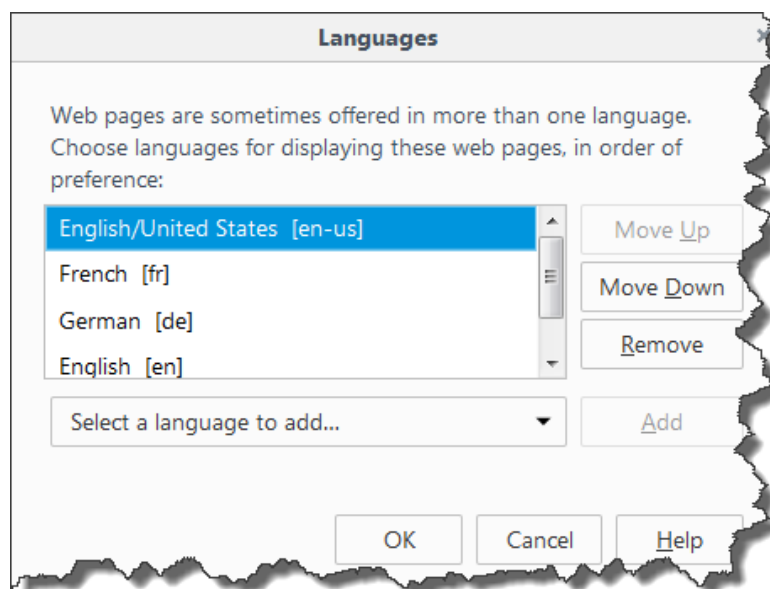 Languages
Web pages are sometimes offered in more than one language.
Choose languages for displaying these web pages, in order of
preference:
English/United States [en-us]
Move Up
French [fr]
Move Down
German [de]
Remove
English [en]
Select a language to add...
Add
OK
Cancel
Help